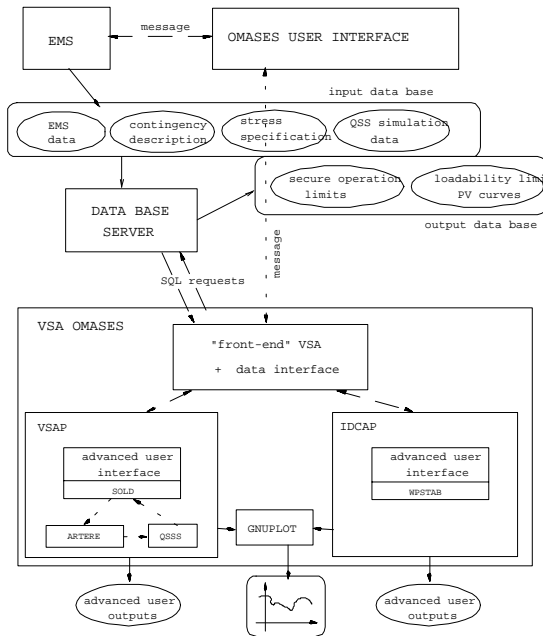 EMS
message
OMASES USER INTERFACE
input data base
EMS
data
contingency
description
stress
specification
QSS simulation
data
secure operation
limits
loadability limi
PV curves
output data base
DATA BASE
SERVER
SQL requests
message
VSA OMASES
"front-end" VSA
+ data interface
VSAP
advanced user
interface
SOLD
ARTERE
QSSS
GNUPLOT
IDCAP
advanced user
interface
WPSTAB
advanced user
outputs
advanced user
outputs